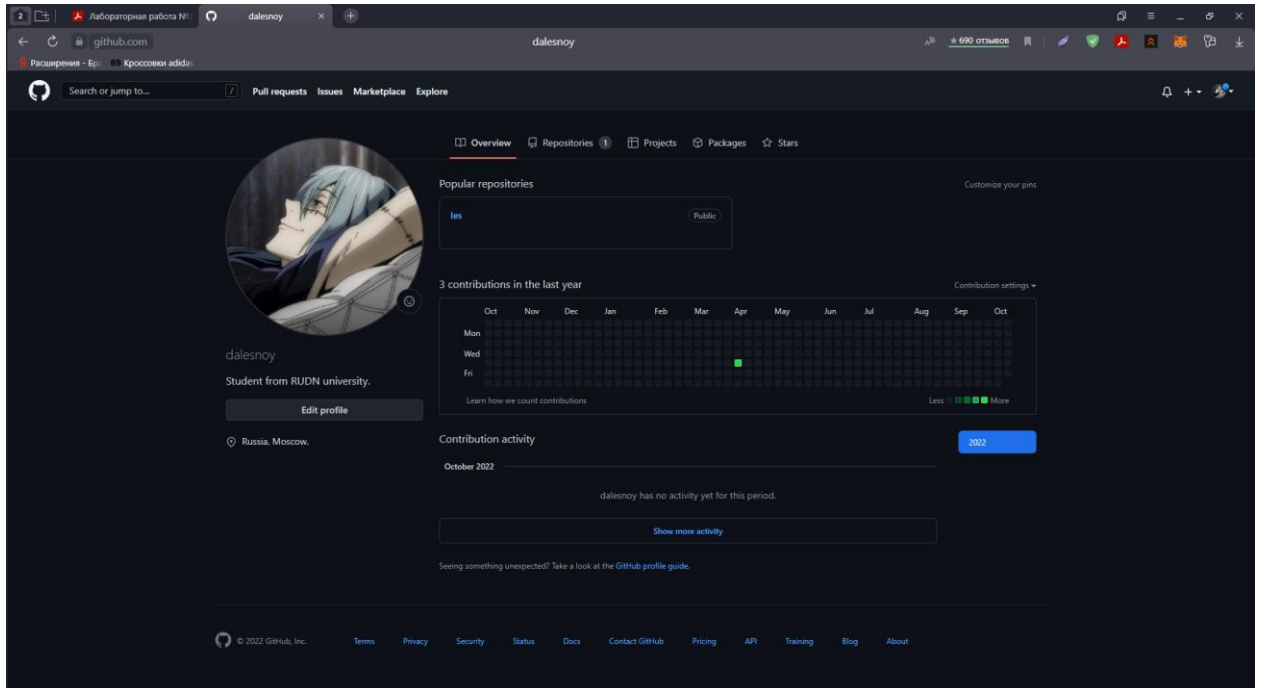 2 Лабораторная работа № dalesnoy
github.com dalesnoy 690 отзывов
Расширения - Бр Кроссовки adidas
Search or jump to... / Pull requests Issues Marketplace Explore
Overview Repositories 1 Projects Packages Stars
Popular repositories Customize your pins
les Public
3 contributions in the last year Contribution settings
Oct Nov Dec Jan Feb Mar Apr May Jun Jul Aug Sep Oct
Mon
Wed
Fri
Learn how we count contributions Less More
dalesnoy
Student from RUDN university.
Edit profile
Russia, Moscow.
Contribution activity 2022
October 2022
dalesnoy has no activity yet for this period.
Show more activity
Seeing something unexpected? Take a look at the GitHub profile guide.
© 2022 GitHub, Inc. Terms Privacy Security Status Docs Contact GitHub Pricing API Training Blog About